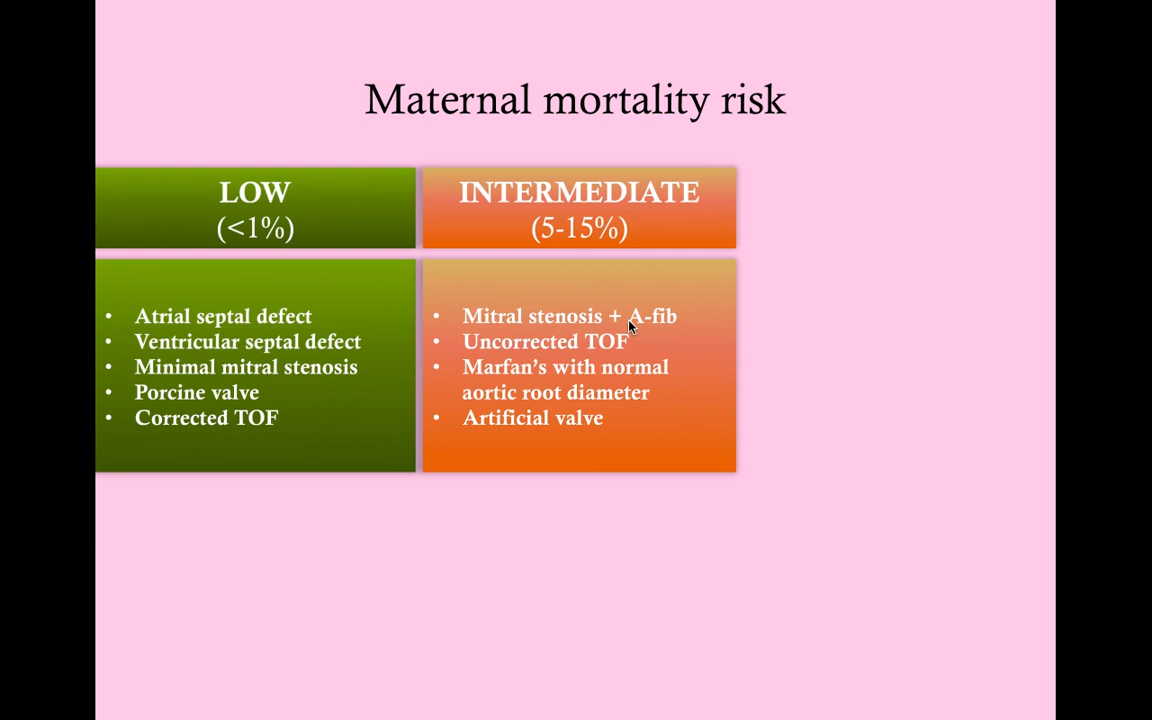 Maternal mortality risk
LOW
(<1%)
• Atrial septal defect
• Ventricular septal defect
• Minimal mitral stenosis
• Porcine valve
• Corrected TOF
INTERMEDIATE
(5-15%)
• Mitral stenosis + A-fib
• Uncorrected TOF
• Marfan’s with normal
aortic root diameter
• Artificial valve